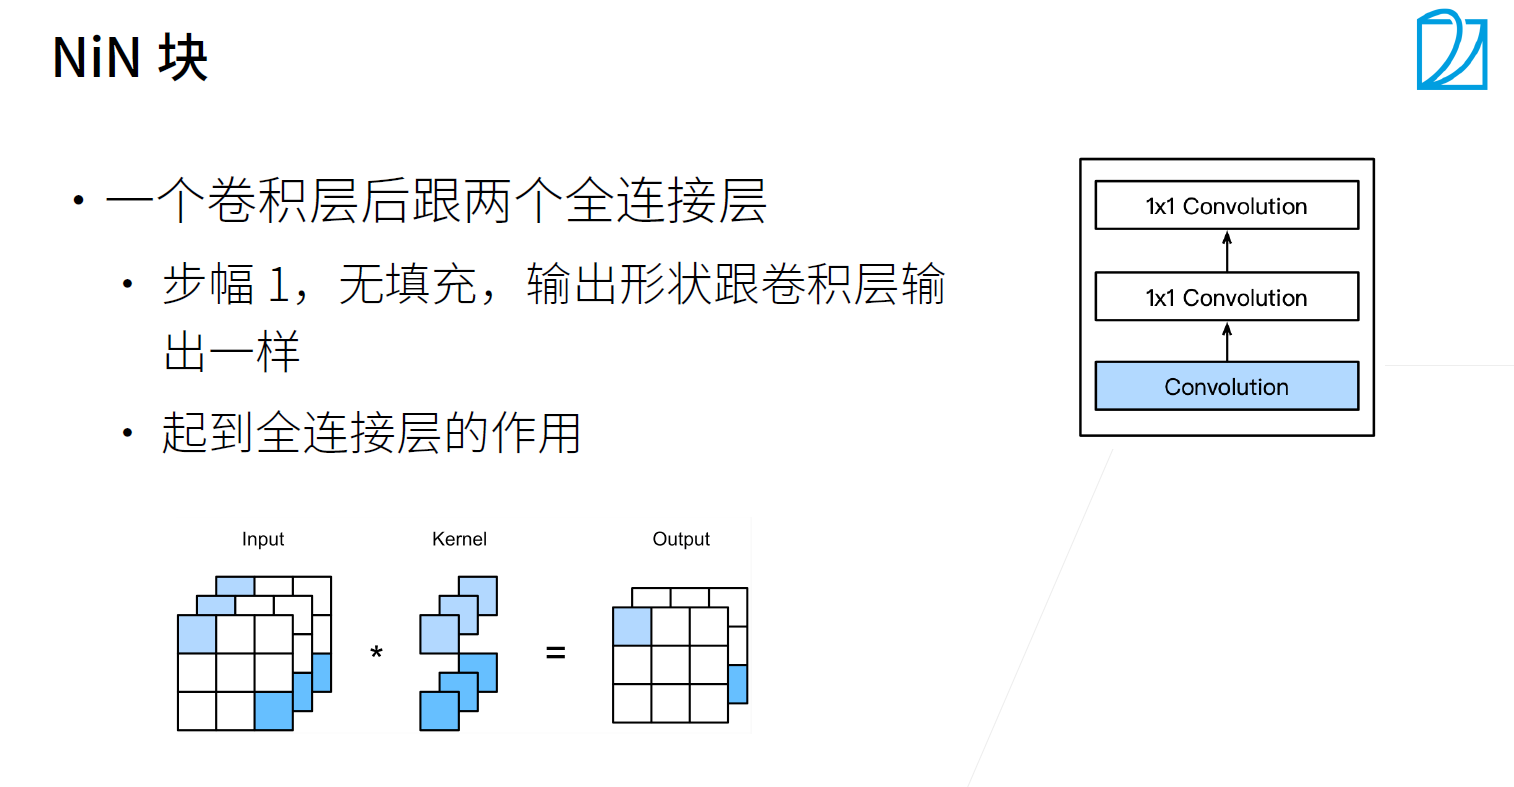 NiN 块
• 一个卷积层后跟两个全连接层
• 步幅 1，无填充，输出形状跟卷积层输
出一样
• 起到全连接层的作用
1x1 Convolution
1x1 Convolution
Convolution
Input
Kernel
Output
*
=